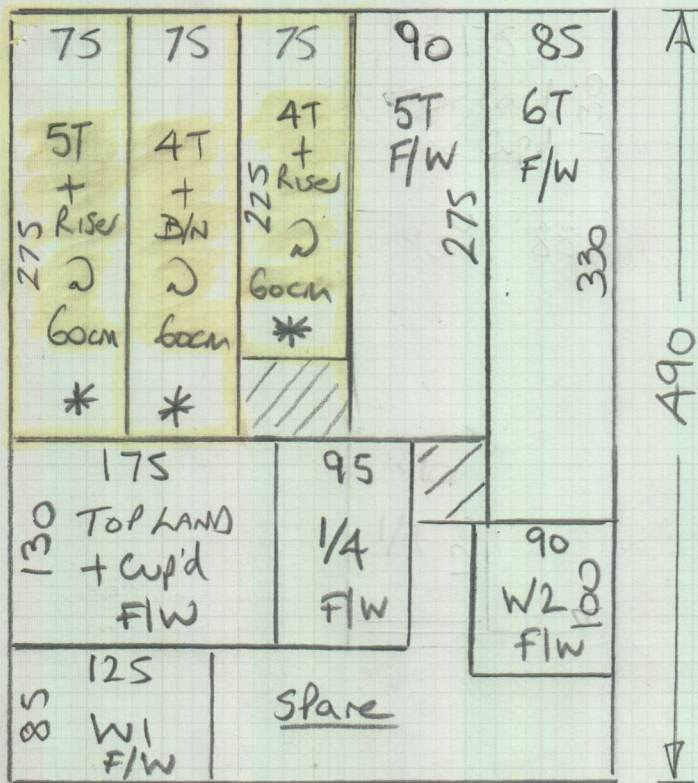 75
5T
+
Riser
@
60cm
*
275
75
4T
+
B/N
@
60cm
*
75
4T
+
Riser
@
60cm
*
225
90
5T
F/W
275
85
6T
F/W
330
490
175
TOP LAND
+ Cup'd
F/W
130
95
1/4
F/W
90
W2
F/W
100
125
W1
F/W
85
Spare